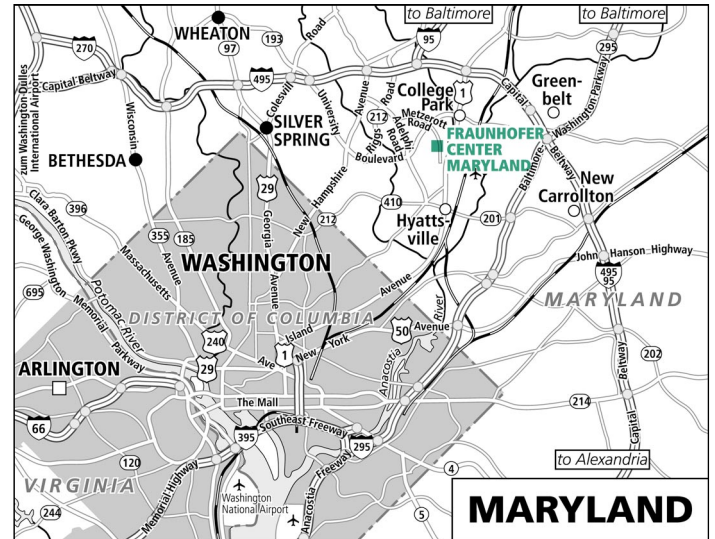 to Baltimore
to Baltimore
WHEATON
270
97
193
Road
95
295
Capital Beltway
495
Colesville
University
Avenue
Road
College
Park
1
Capital
Green-
belt
Washington Parkway
zum Washington-Dulles
International Airport
Wisconsin
SILVER
SPRING
212
Riggs
Road
Adelphi
Road
Metzerott
Road
Boulevard
FRAUNHOFER
CENTER
MARYLAND
BETHESDA
29
New Hampshire
Baltimore
Beltway
New
Carrollton
396
Clara Barton Pkwy
George Washington
Memorial
Parkway
355
185
Avenue
Massachusetts
Georgia
Avenue
212
410
Hyatts-
ville
201
John Hanson Highway
495
95
WASHINGTON
695
Potomac River
DISTRICT OF COLUMBIA
Avenue
River
MARYLAND
240
29
Ave
1
Island
New York
50
Avenue
Anacostia
202
Beltway
ARLINGTON
The Mall
214
66
395
Southeast Freeway
295
Capital
120
Memorial Highway
Anacostia
Freeway
4
to Alexandria
VIRGINIA
Washington
National Airport
244
5
MARYLAND